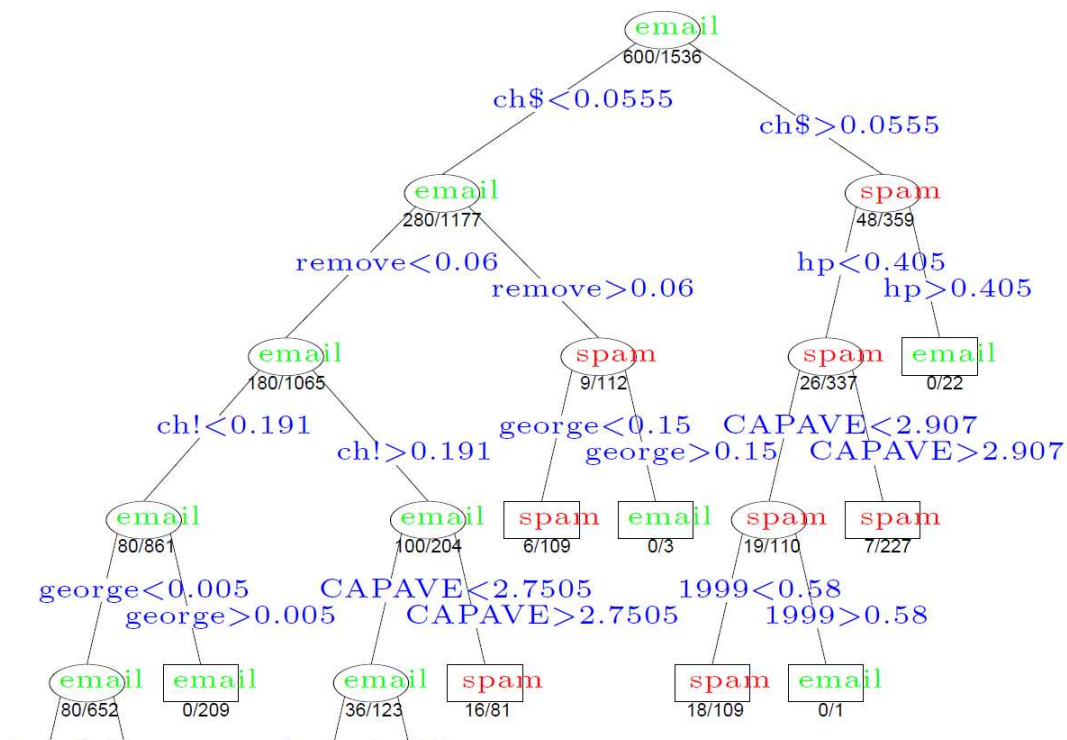 email
600/1536
ch$<0.0555
ch$>0.0555
email
280/1177
spam
48/359
remove<0.06
remove>0.06
hp<0.405
hp>0.405
email
180/1065
spam
9/112
spam
26/337
email
0/22
ch!<0.191
ch!>0.191
george<0.15
george>0.15
CAPAVE<2.907
CAPAVE>2.907
email
80/861
email
100/204
spam
6/109
email
0/3
spam
19/110
spam
7/227
george<0.005
george>0.005
CAPAVE<2.7505
CAPAVE>2.7505
1999<0.58
1999>0.58
email
80/652
email
0/209
email
36/123
spam
16/81
spam
18/109
email
0/1